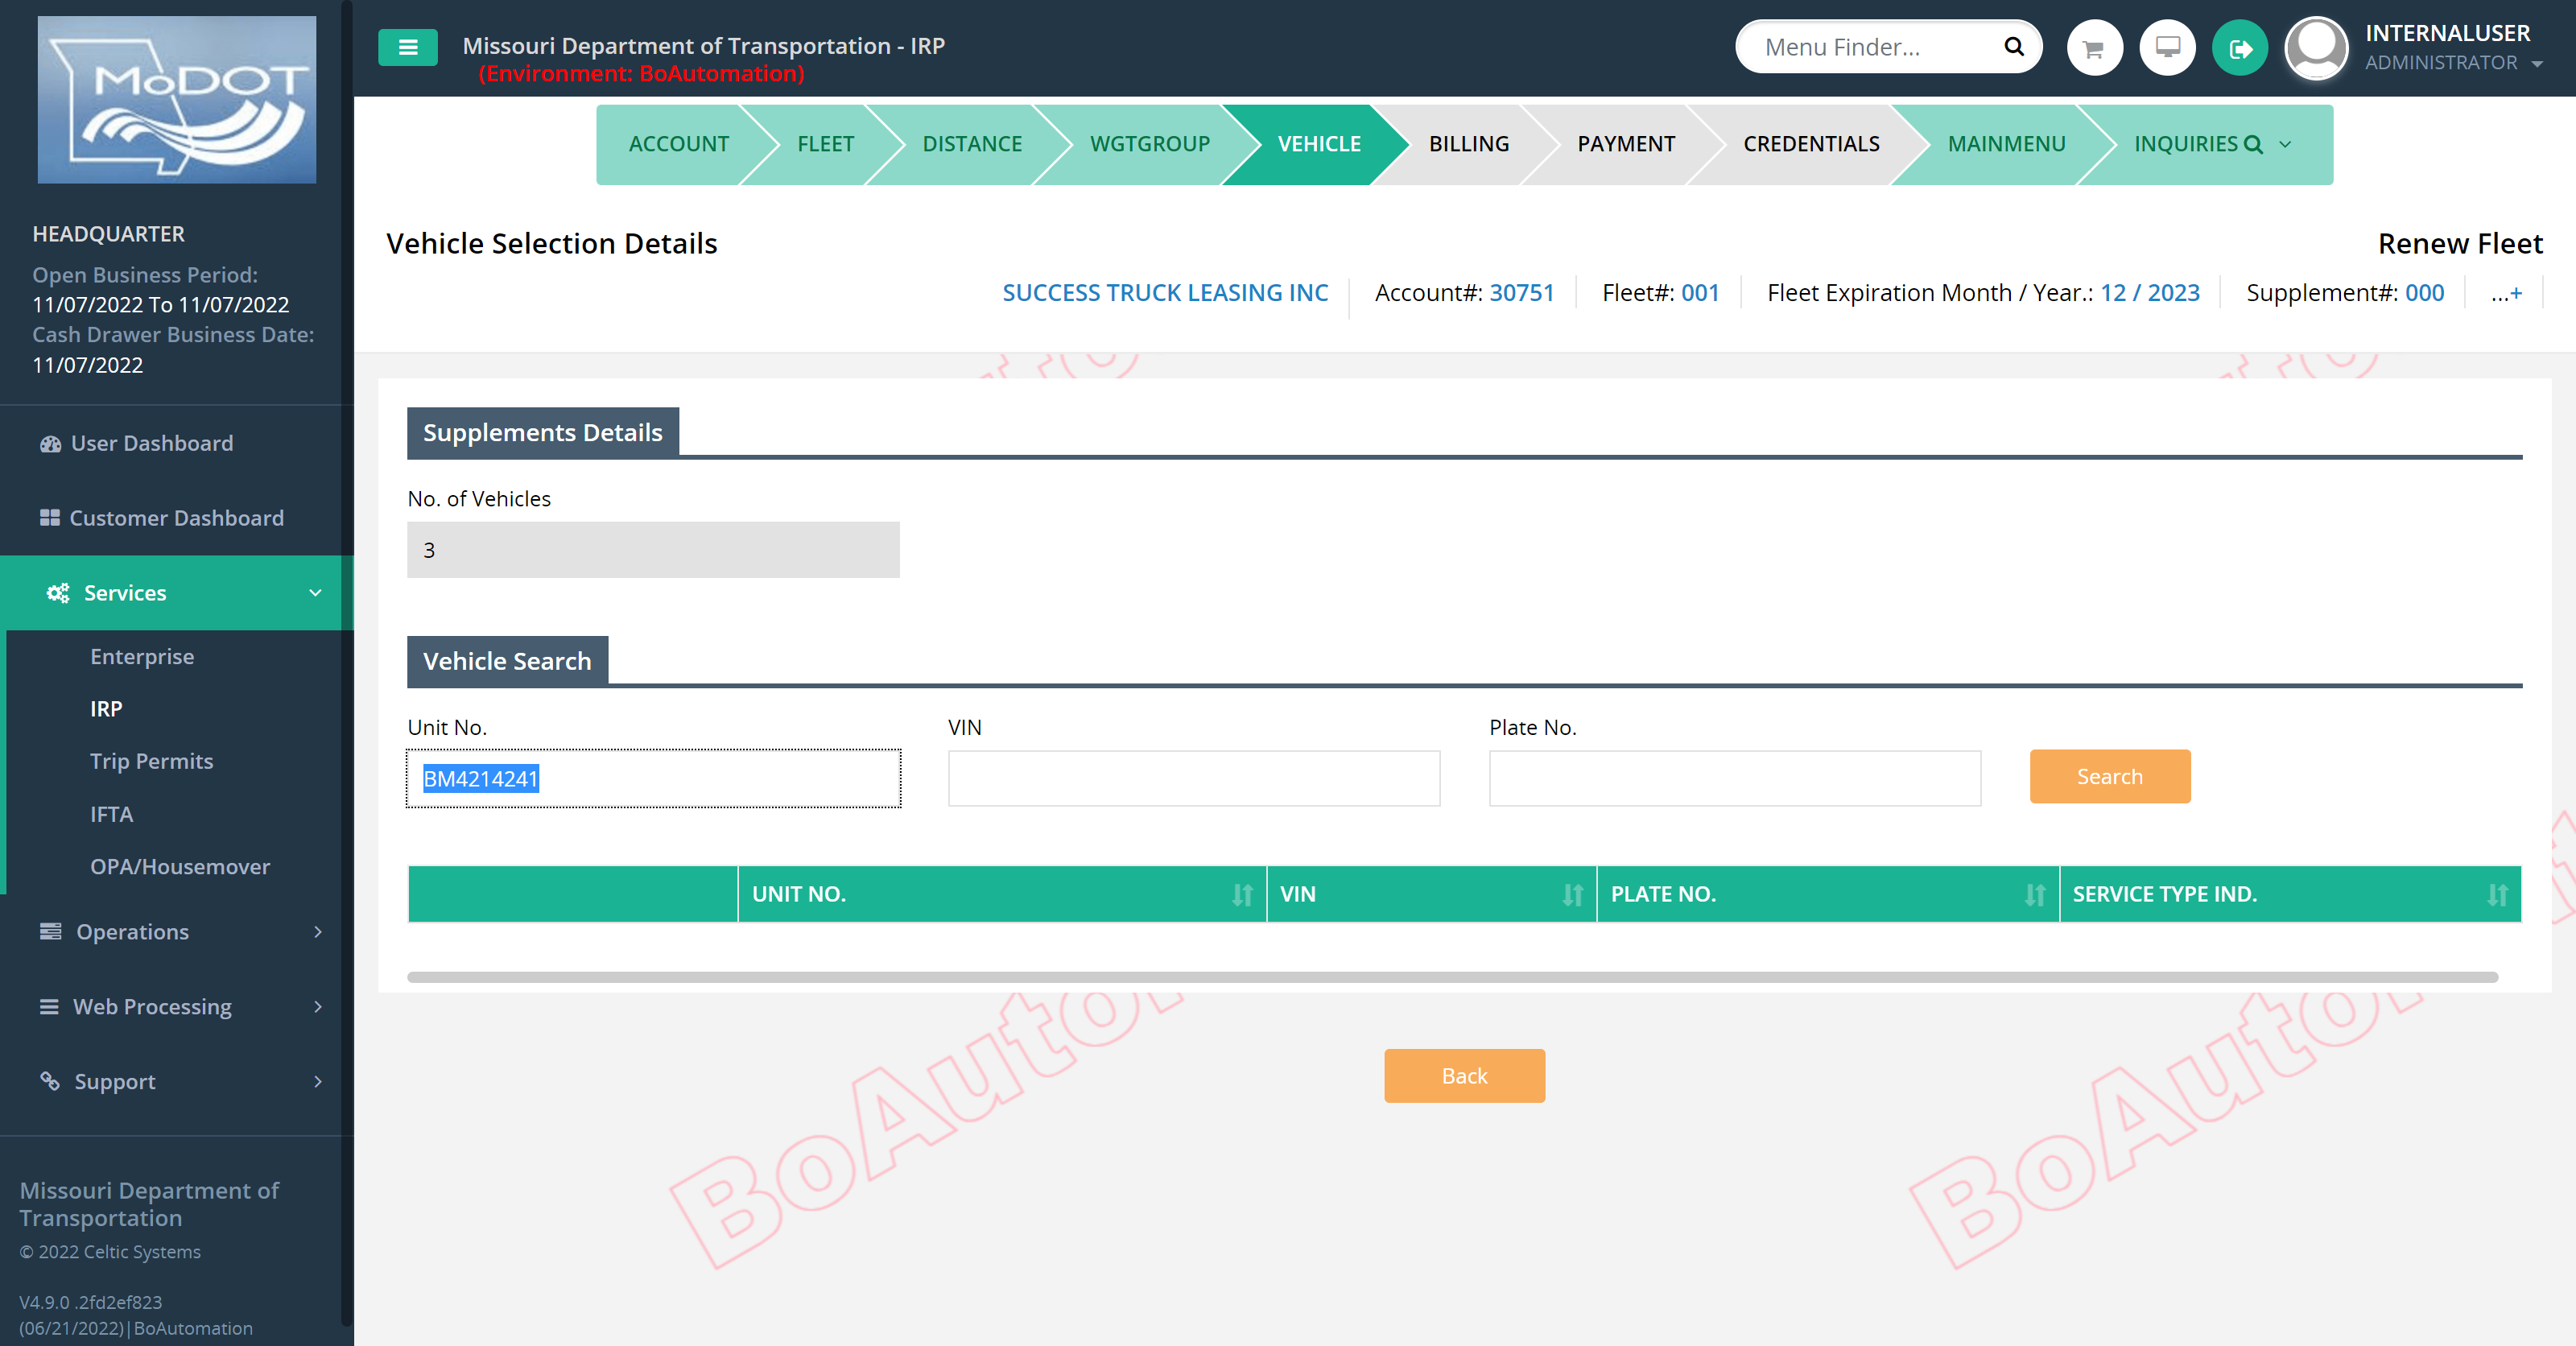 MoDOT
HEADQUARTER
Open Business Period:
11/07/2022 To 11/07/2022
Cash Drawer Business Date:
11/07/2022
User Dashboard
Customer Dashboard
Services
Enterprise
IRP
Trip Permits
IFTA
OPA/Housemover
Operations
Web Processing
Support
Missouri Department of
Transportation
© 2022 Celtic Systems
V4.9.0 .2fd2ef823
(06/21/2022)|BoAutomation
Missouri Department of Transportation - IRP
(Environment: BoAutomation)
Menu Finder...
INTERNALUSER
ADMINISTRATOR
ACCOUNT FLEET DISTANCE WGTGROUP VEHICLE BILLING PAYMENT CREDENTIALS MAINMENU INQUIRIES
Vehicle Selection Details
Renew Fleet
SUCCESS TRUCK LEASING INC Account#: 30751 Fleet#: 001 Fleet Expiration Month / Year.: 12 / 2023 Supplement#: 000 ...+
Supplements Details
No. of Vehicles
3
Vehicle Search
Unit No. VIN Plate No.
BM4214241 Search
UNIT NO. VIN PLATE NO. SERVICE TYPE IND.
Back